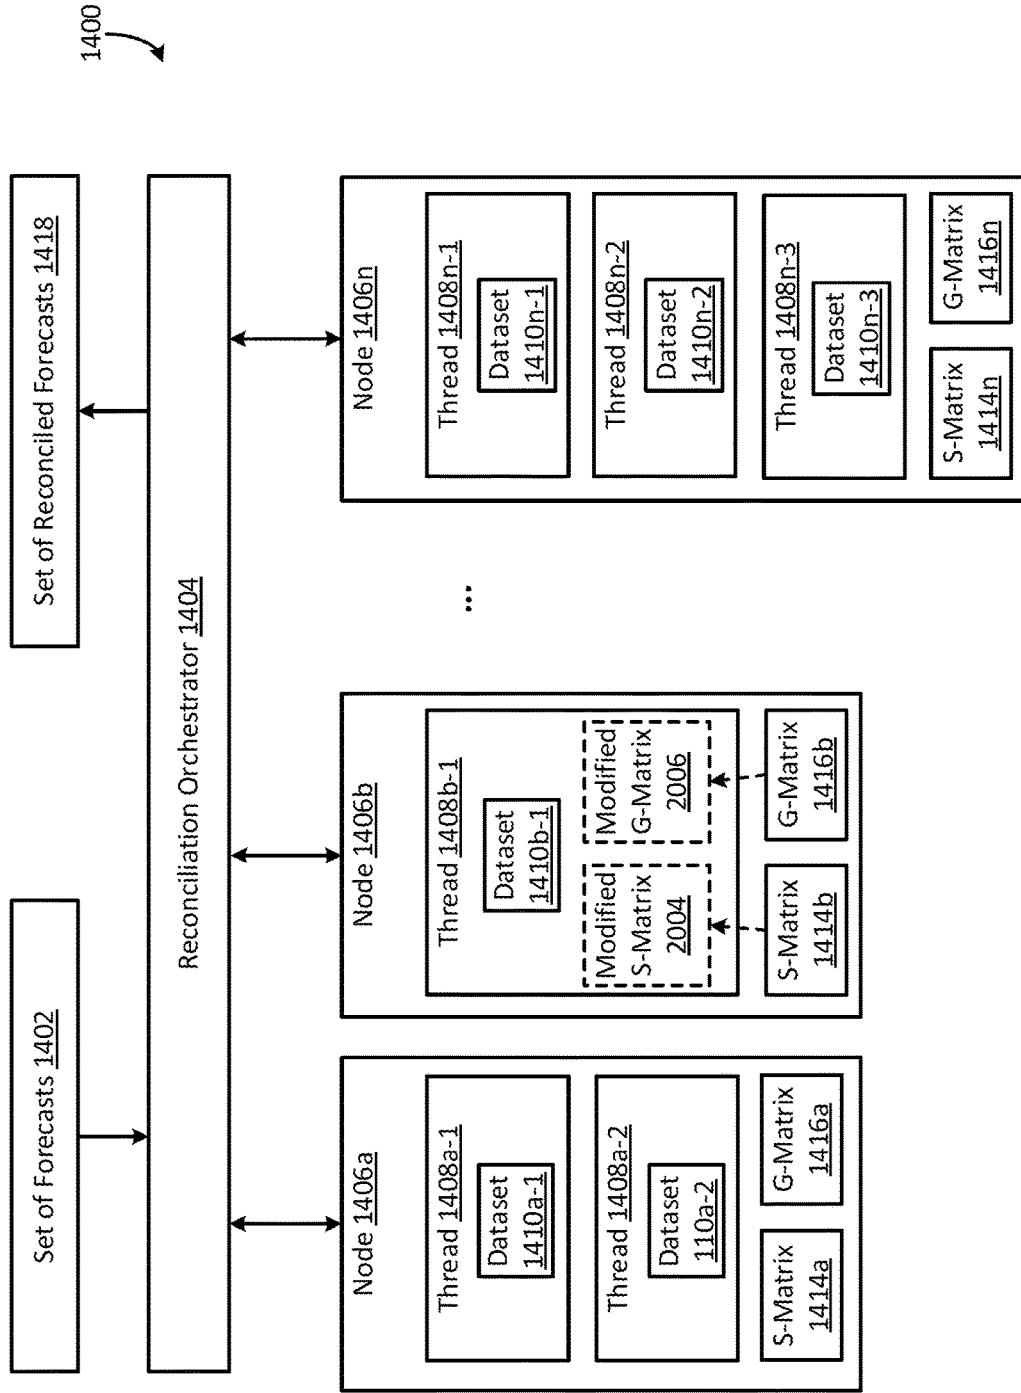 1400
Set of Forecasts 1402
Set of Reconciled Forecasts 1418
Reconciliation Orchestrator 1404
Node 1406a
Thread 1408a-1
Dataset
1410a-1
Thread 1408a-2
Dataset
110a-2
S-Matrix
1414a
G-Matrix
1416a
Node 1406b
Thread 1408b-1
Dataset
1410b-1
Modified
S-Matrix
2004
Modified
G-Matrix
2006
S-Matrix
1414b
G-Matrix
1416b
...
Node 1406n
Thread 1408n-1
Dataset
1410n-1
Thread 1408n-2
Dataset
1410n-2
Thread 1408n-3
Dataset
1410n-3
S-Matrix
1414n
G-Matrix
1416n